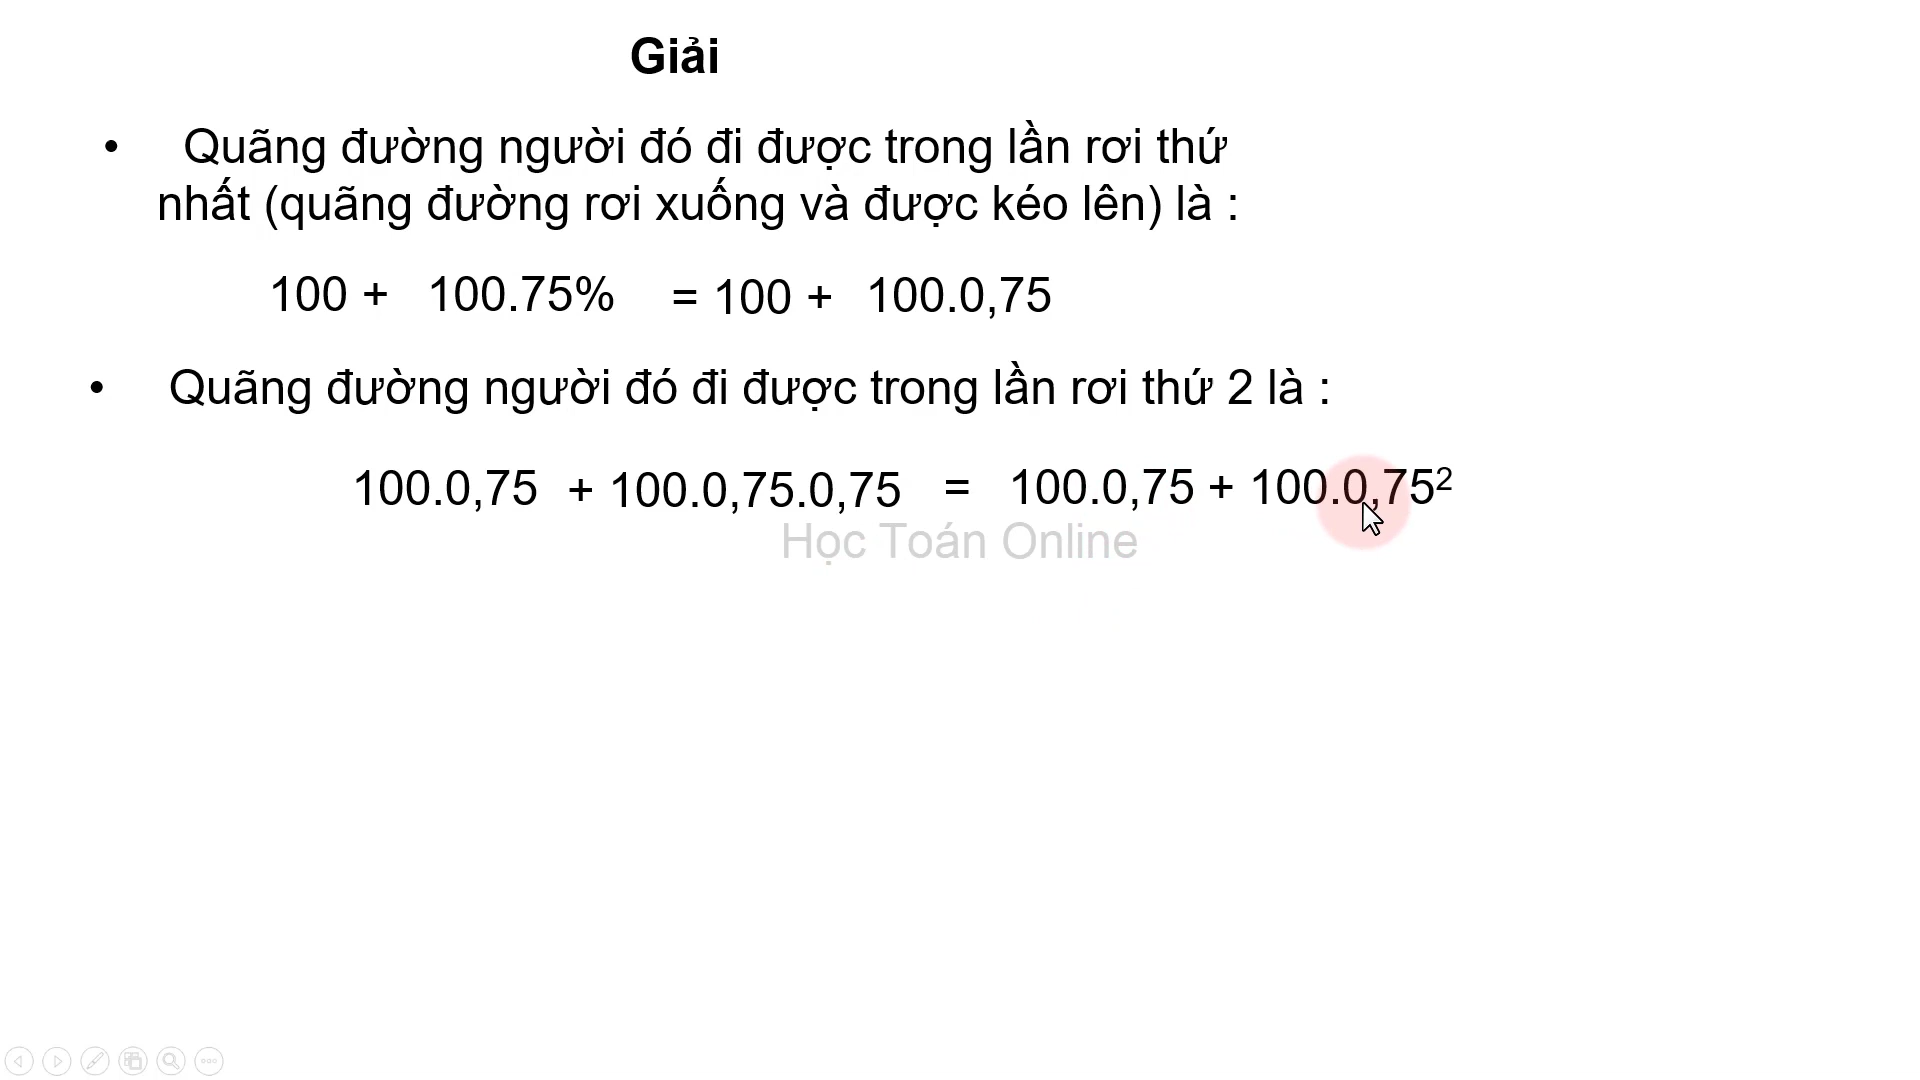 Giải
• Quãng đường người đó đi được trong lần rơi thứ
nhất (quãng đường rơi xuống và được kéo lên) là :
100 + 100.75% = 100 + 100.0,75
• Quãng đường người đó đi được trong lần rơi thứ 2 là :
100.0,75 + 100.0,75.0,75 = 100.0,75 + 100.0,75²
Học Toán Online